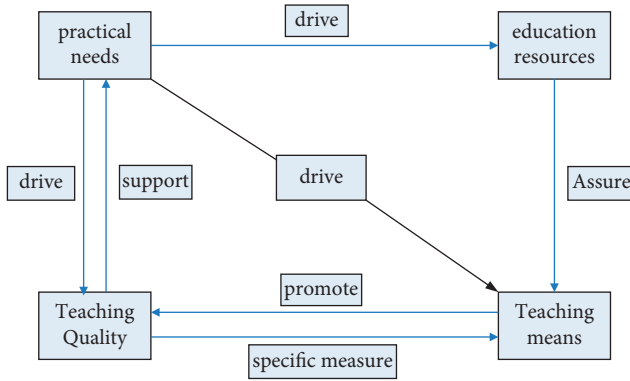 practical
needs
drive
education
resources
drive
support
drive
Assure
Teaching
Quality
promote
specific measure
Teaching
means